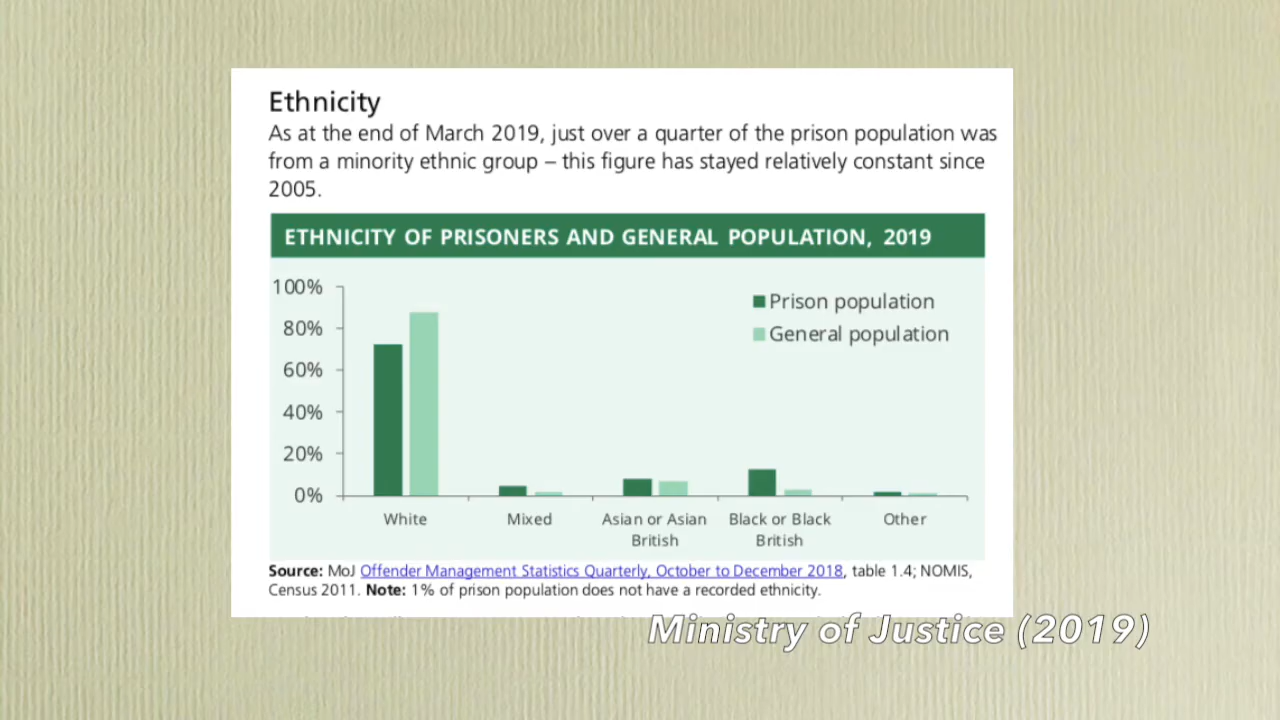 Ethnicity
As at the end of March 2019, just over a quarter of the prison population was
from a minority ethnic group – this figure has stayed relatively constant since
2005.
ETHNICITY OF PRISONERS AND GENERAL POPULATION, 2019
100%
80%
60%
40%
20%
0%
Prison population
General population
White
Mixed
Asian or Asian British
Black or Black British
Other
Source: MoJ Offender Management Statistics Quarterly, October to December 2018, table 1.4; NOMIS,
Census 2011. Note: 1% of prison population does not have a recorded ethnicity.
Ministry of Justice (2019)